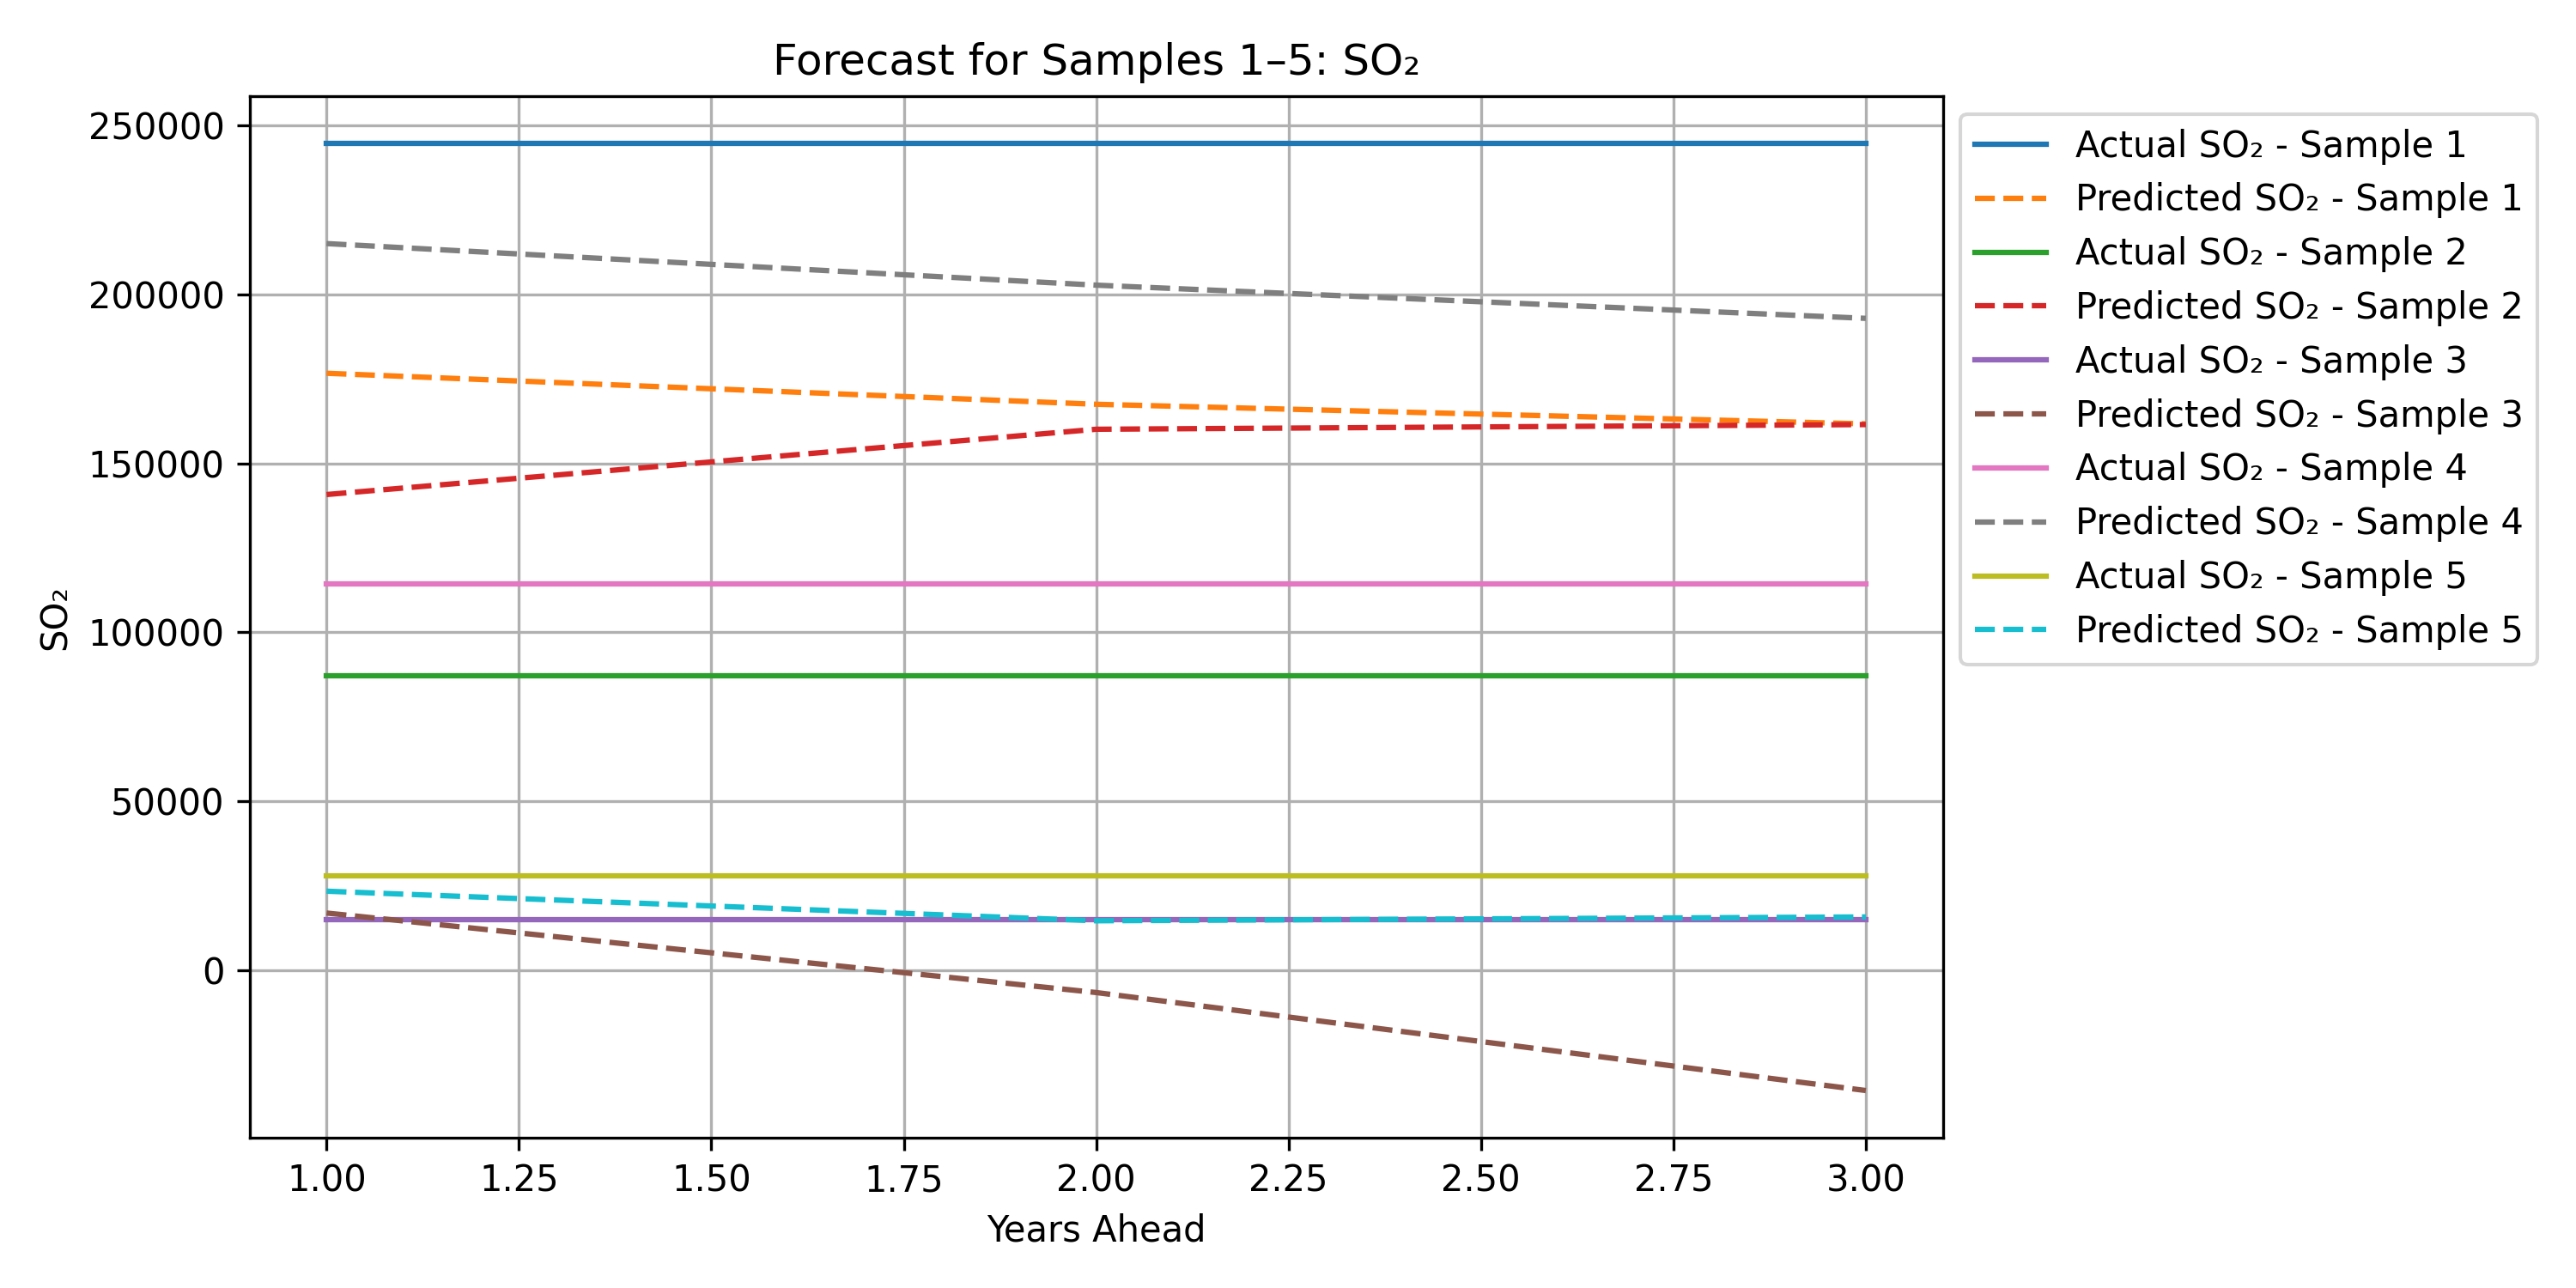 Forecast for Samples 1–5: SO₂
250000
200000
150000
100000
50000
0
SO₂
1.00 1.25 1.50 1.75 2.00 2.25 2.50 2.75 3.00
Years Ahead
Actual SO₂ - Sample 1
Predicted SO₂ - Sample 1
Actual SO₂ - Sample 2
Predicted SO₂ - Sample 2
Actual SO₂ - Sample 3
Predicted SO₂ - Sample 3
Actual SO₂ - Sample 4
Predicted SO₂ - Sample 4
Actual SO₂ - Sample 5
Predicted SO₂ - Sample 5